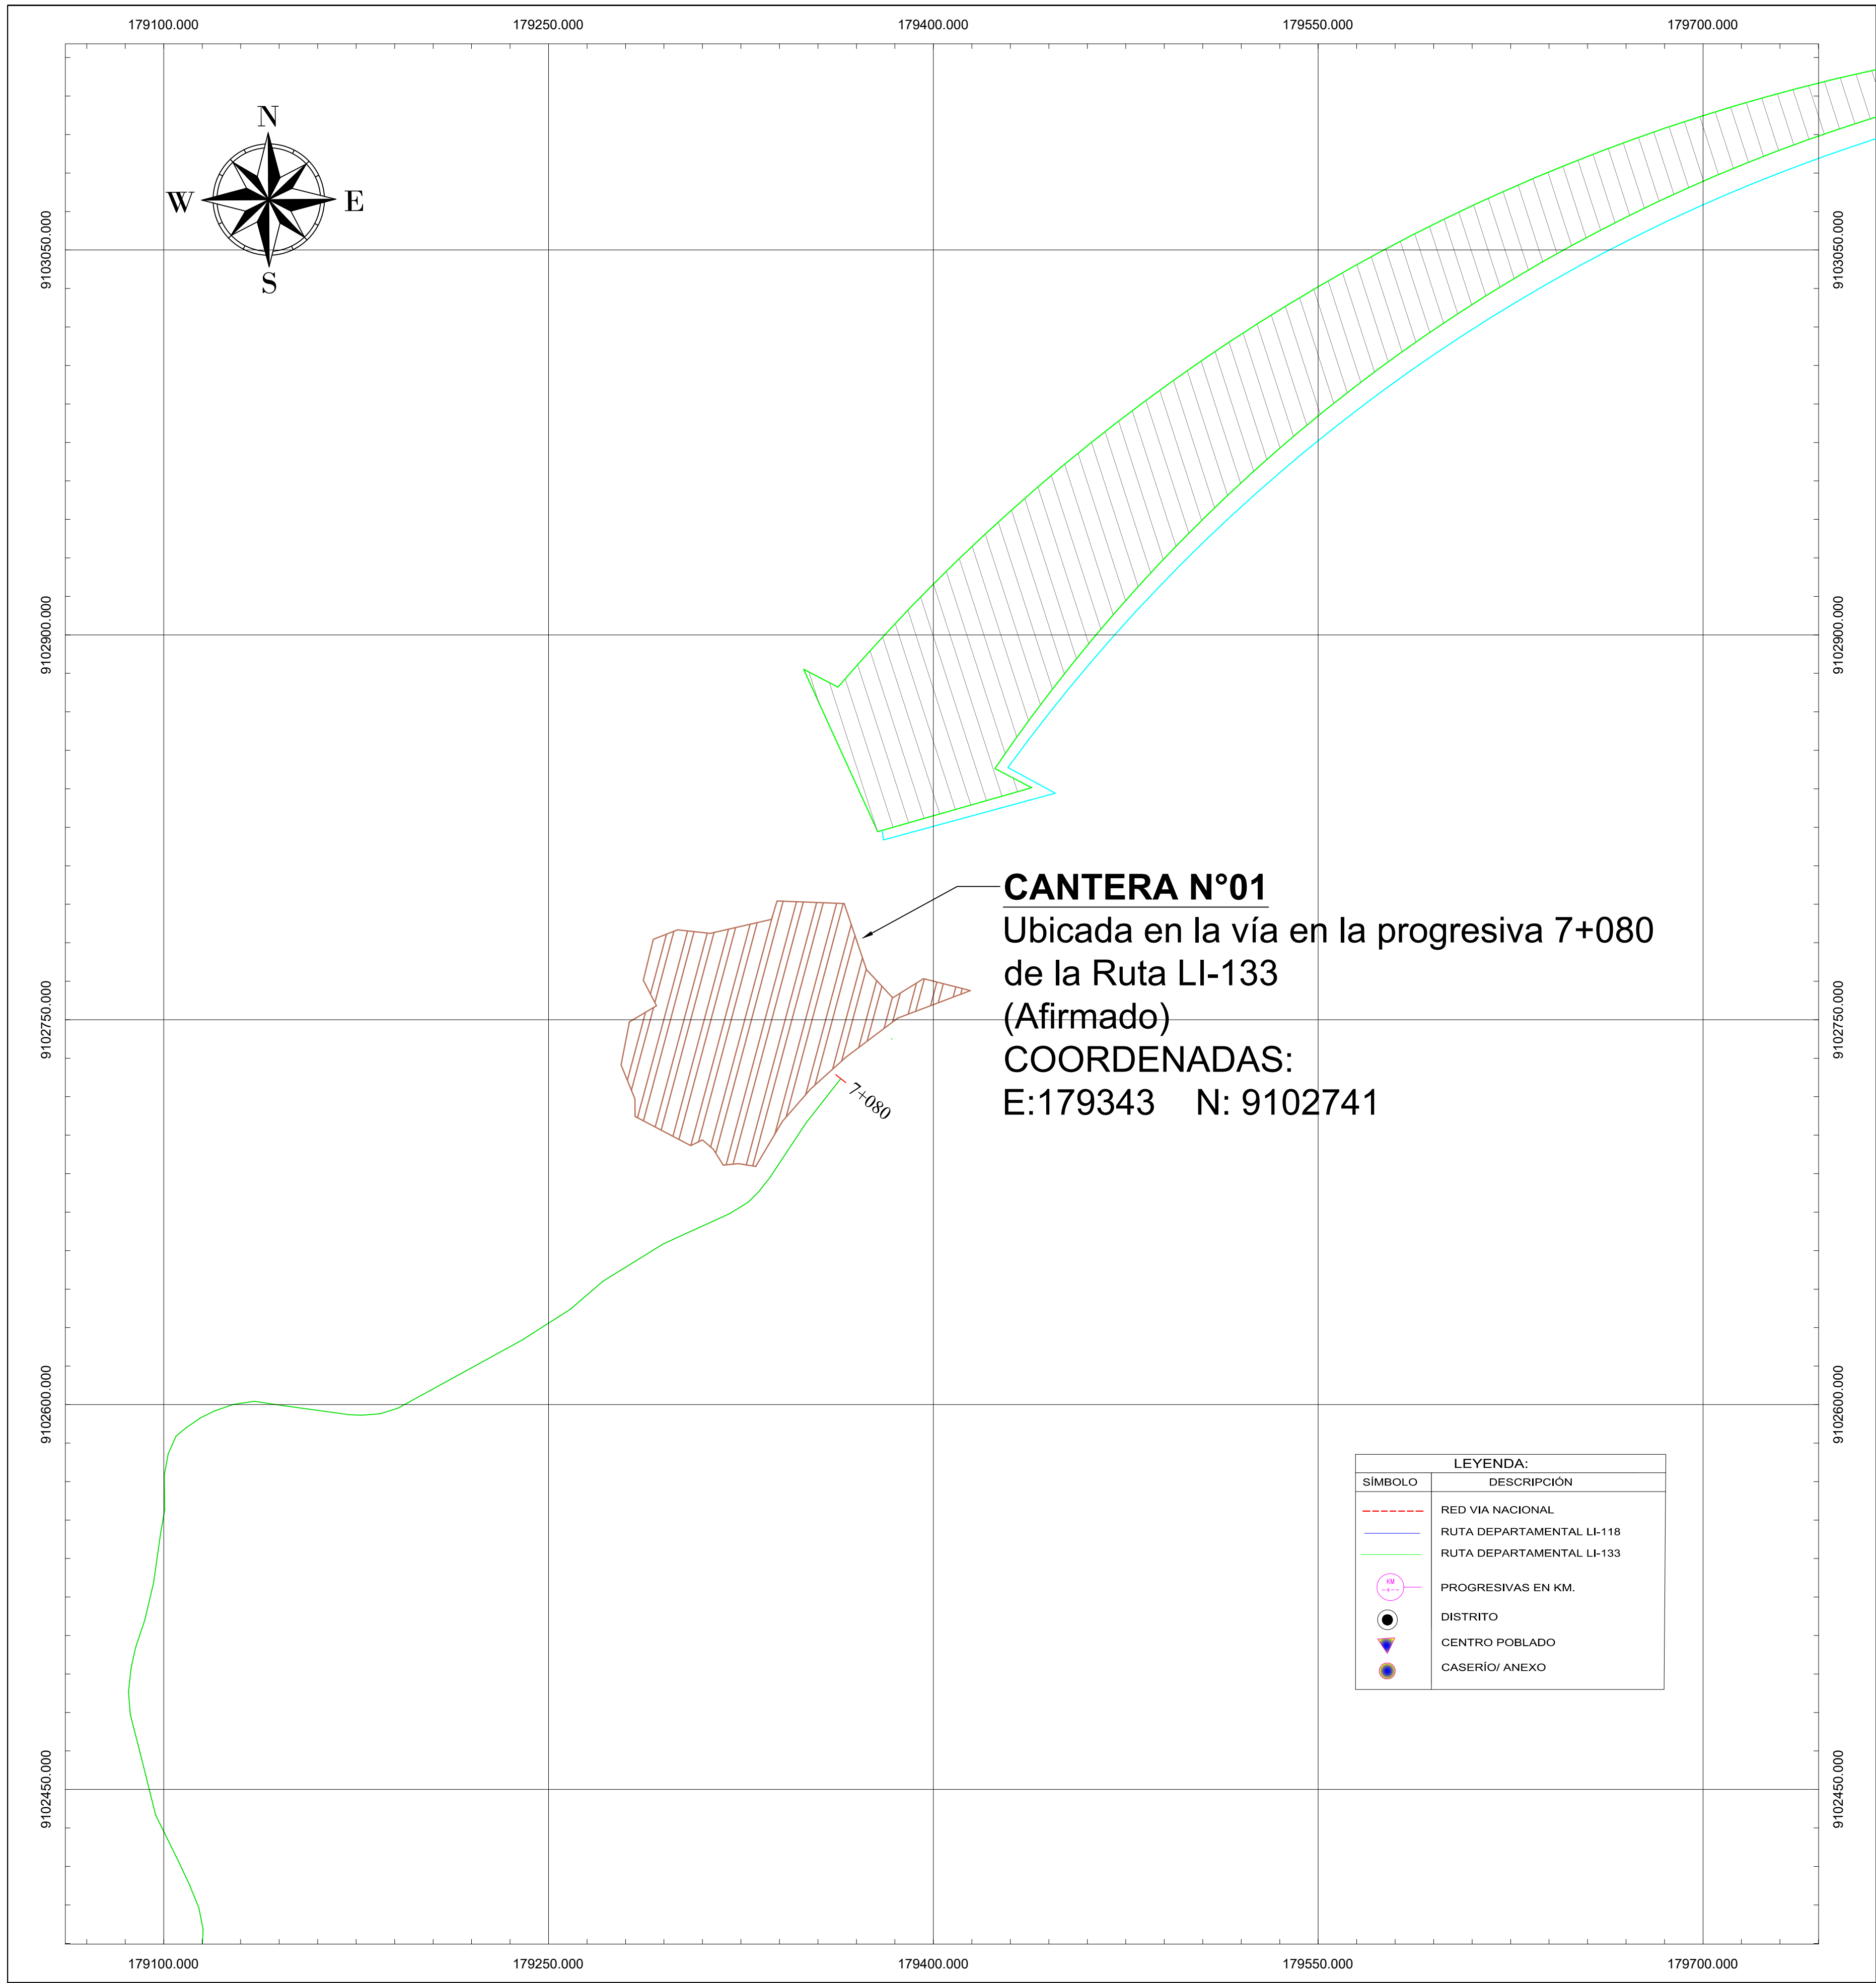 179100.000 179250.000 179400.000 179550.000 179700.000
N
W E
S
9103050.000 9103050.000
9102900.000 9102900.000
CANTERA N°01
Ubicada en la vía en la progresiva 7+080
de la Ruta LI-133
(Afirmado)
COORDENADAS:
E:179343 N: 9102741
9102750.000 9102750.000
7+080
9102600.000 9102600.000
LEYENDA:
SÍMBOLO DESCRIPCIÓN
RED VIA NACIONAL
RUTA DEPARTAMENTAL LI-118
RUTA DEPARTAMENTAL LI-133
KM
PROGRESIVAS EN KM.
DISTRITO
CENTRO POBLADO
CASERÍO/ ANEXO
9102450.000 9102450.000
179100.000 179250.000 179400.000 179550.000 179700.000